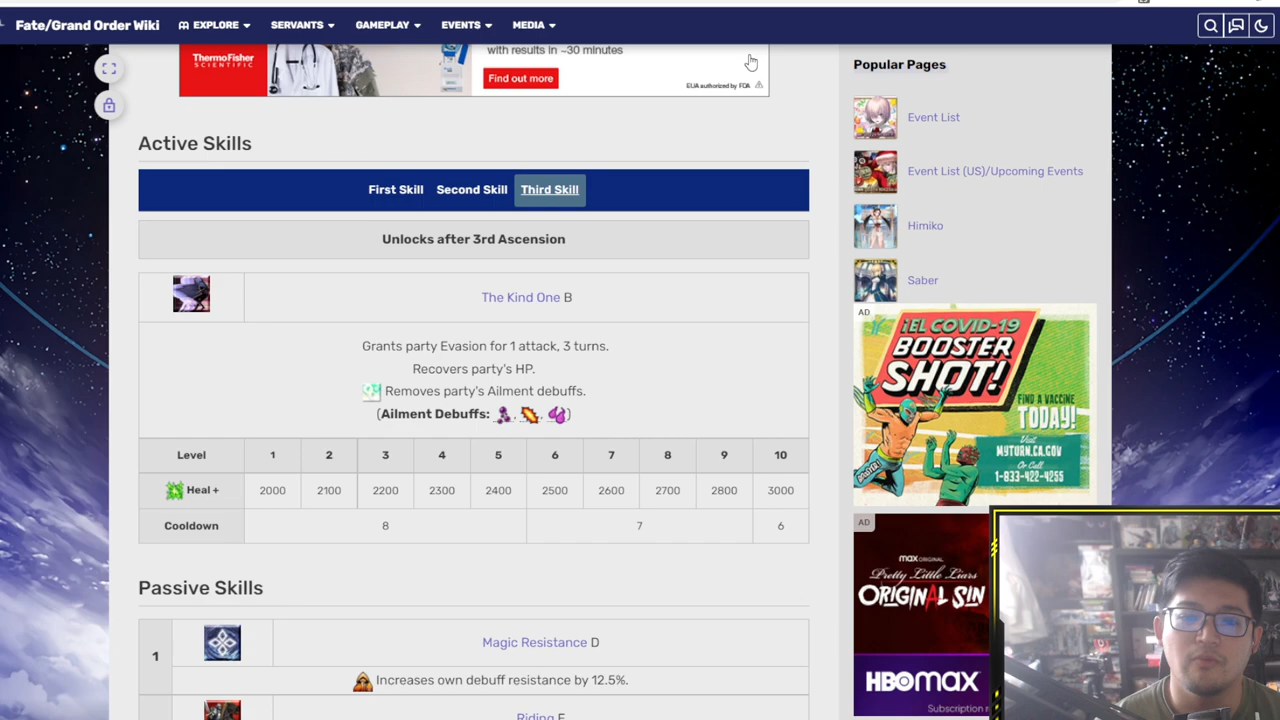 Fate/Grand Order Wiki
EXPLORE
SERVANTS
GAMEPLAY
EVENTS
MEDIA
ThermoFisher
SCIENTIFIC
with results in ~30 minutes
Find out more
EUA authorized by FDA
Active Skills
First Skill
Second Skill
Third Skill
Unlocks after 3rd Ascension
The Kind One B
Grants party Evasion for 1 attack, 3 turns.
Recovers party's HP.
Removes party's Ailment debuffs.
(Ailment Debuffs: , , )
Level 1 2 3 4 5 6 7 8 9 10
Heal + 2000 2100 2200 2300 2400 2500 2600 2700 2800 3000
Cooldown 8 7 6
Passive Skills
1
Magic Resistance D
Increases own debuff resistance by 12.5%.
Riding E
Popular Pages
Event List
Event List (US)/Upcoming Events
Himiko
Saber
AD
¡EL COVID-19
BOOSTER
SHOT!
FIND A VACCINE
TODAY!
Visit
MYTURN.CA.GOV
Or Call
1-833-422-4255
BOOSTER
AD
max ORIGINAL
Pretty Little Liars
ORIGINAL SIN
HBOmax
Subscription r